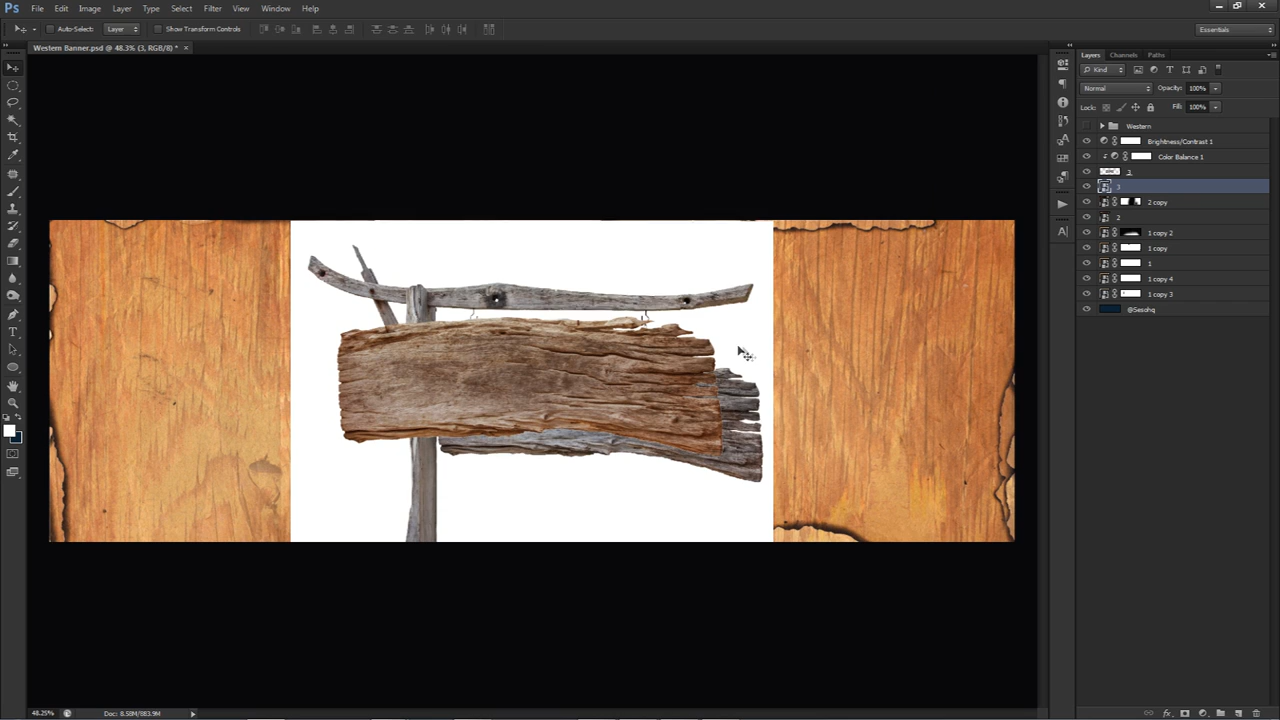 Ps File Edit Image Layer Type Select Filter View Window Help
Auto-Select: Layer Show Transform Controls Essentials
Western Banner.psd @ 48.3% (3, RGB/8) * ×
Layers Channels Paths
Kind
Normal Opacity: 100%
Lock: Fill: 100%
Western
Brightness/Contrast 1
Color Balance 1
3
3
2 copy
2
1 copy 2
1 copy
1
1 copy 4
1 copy 3
@Sesohq
48.25% Doc: 8.58M/883.9M